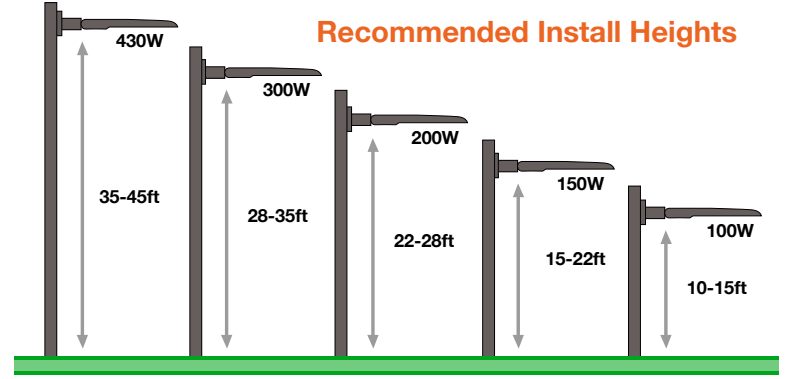 Recommended Install Heights
430W
300W
200W
150W
100W
35-45ft
28-35ft
22-28ft
15-22ft
10-15ft